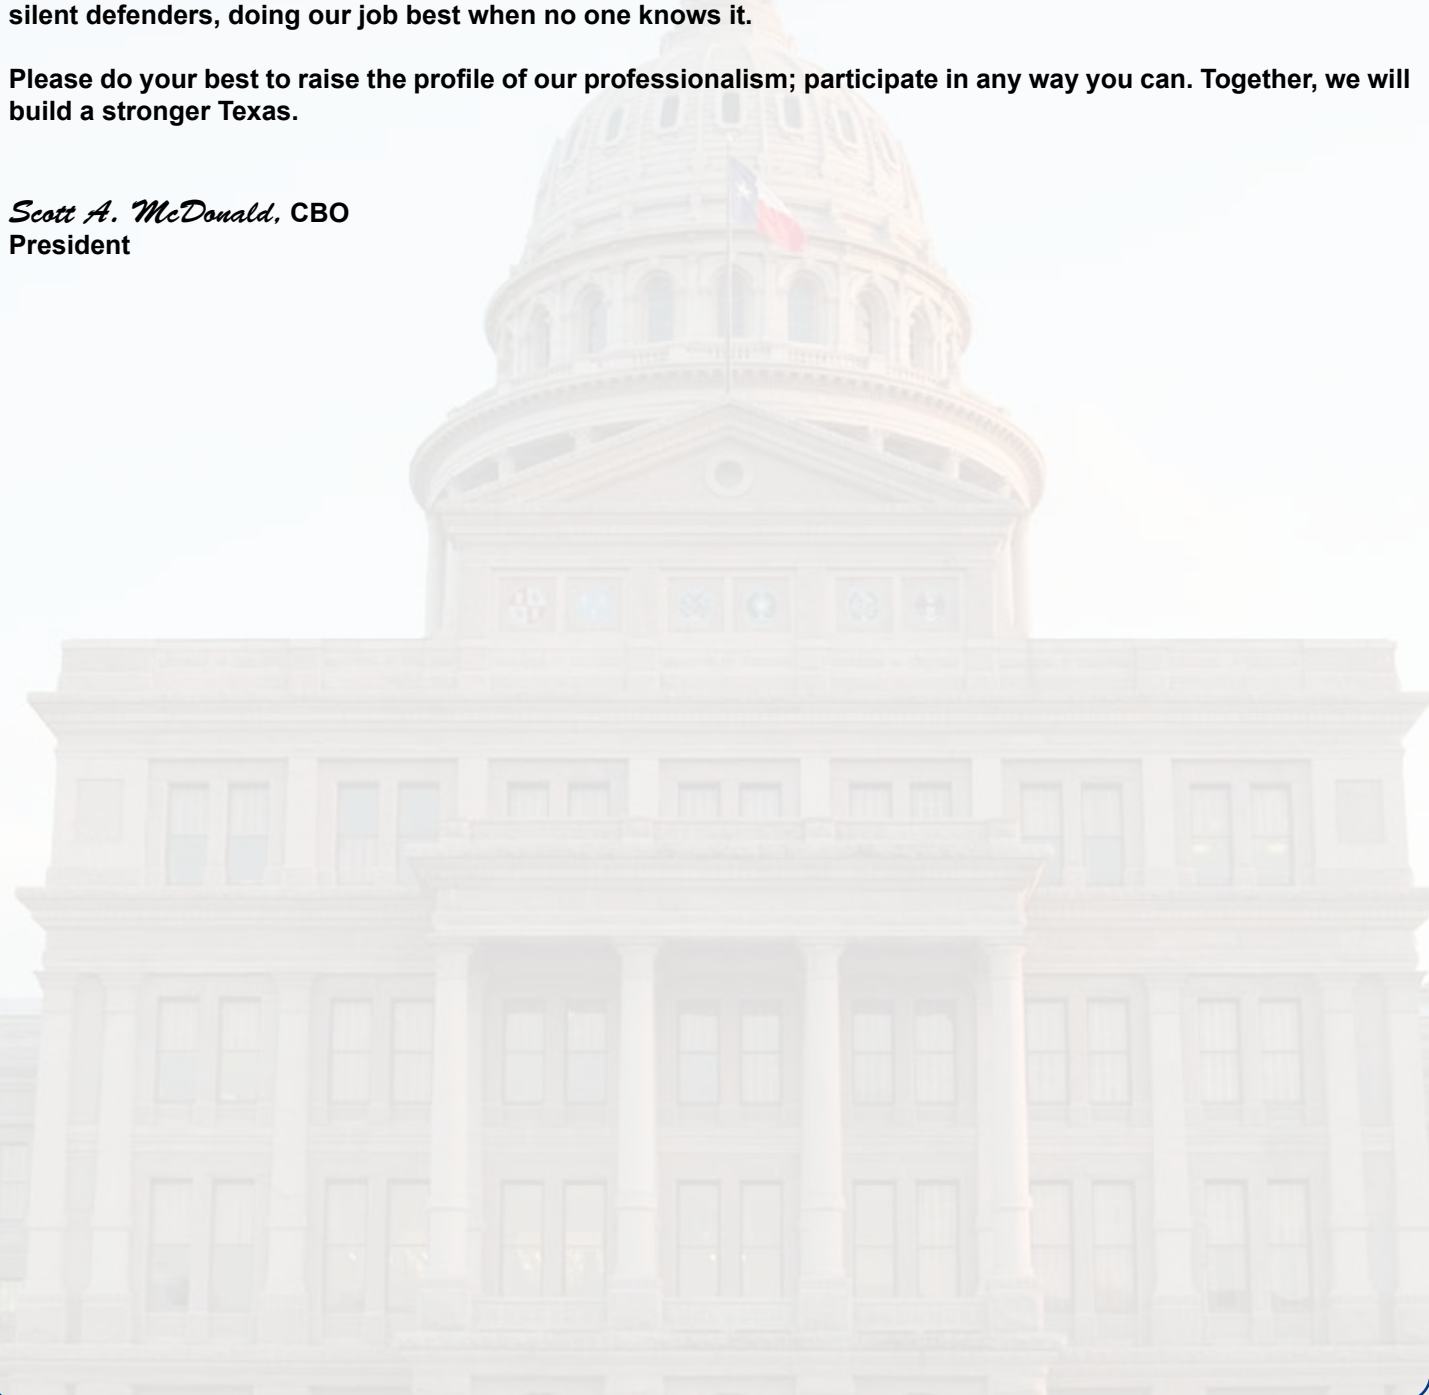 silent defenders, doing our job best when no one knows it.
Please do your best to raise the profile of our professionalism; participate in any way you can. Together, we will
build a stronger Texas.
Scott A. McDonald, CBO
President